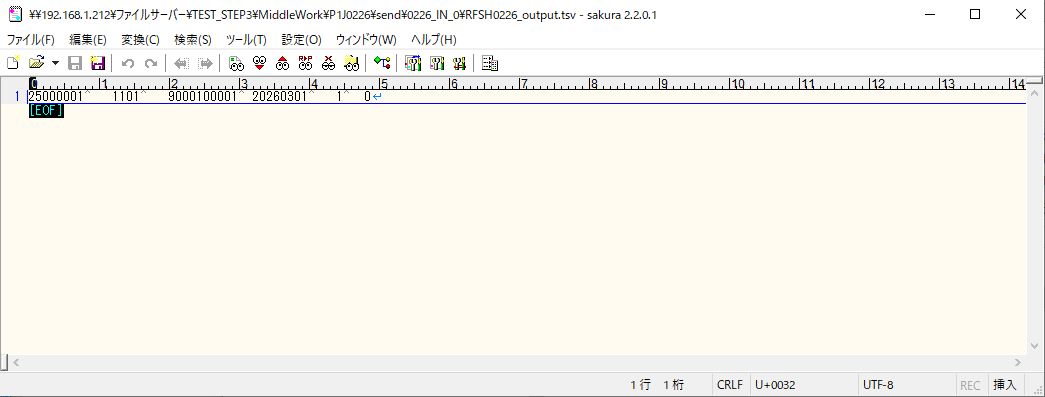 ¥¥192.168.1.212¥ファイルサーバー¥TEST_STEP3¥MiddleWork¥P1J0226¥send¥0226_IN_0¥RFSH0226_output.tsv - sakura 2.2.0.1
ファイル(F) 編集(E) 変換(C) 検索(S) ツール(T) 設定(O) ウィンドウ(W) ヘルプ(H)
0 1 2 3 4 5 6 7 8 9 10 11 12 13 14
1 25000001^ 1101^ 90001000001^ 20260301^ 1^ 0↵
[EOF]
1 行 1 桁 CRLF U+0032 UTF-8 REC 挿入